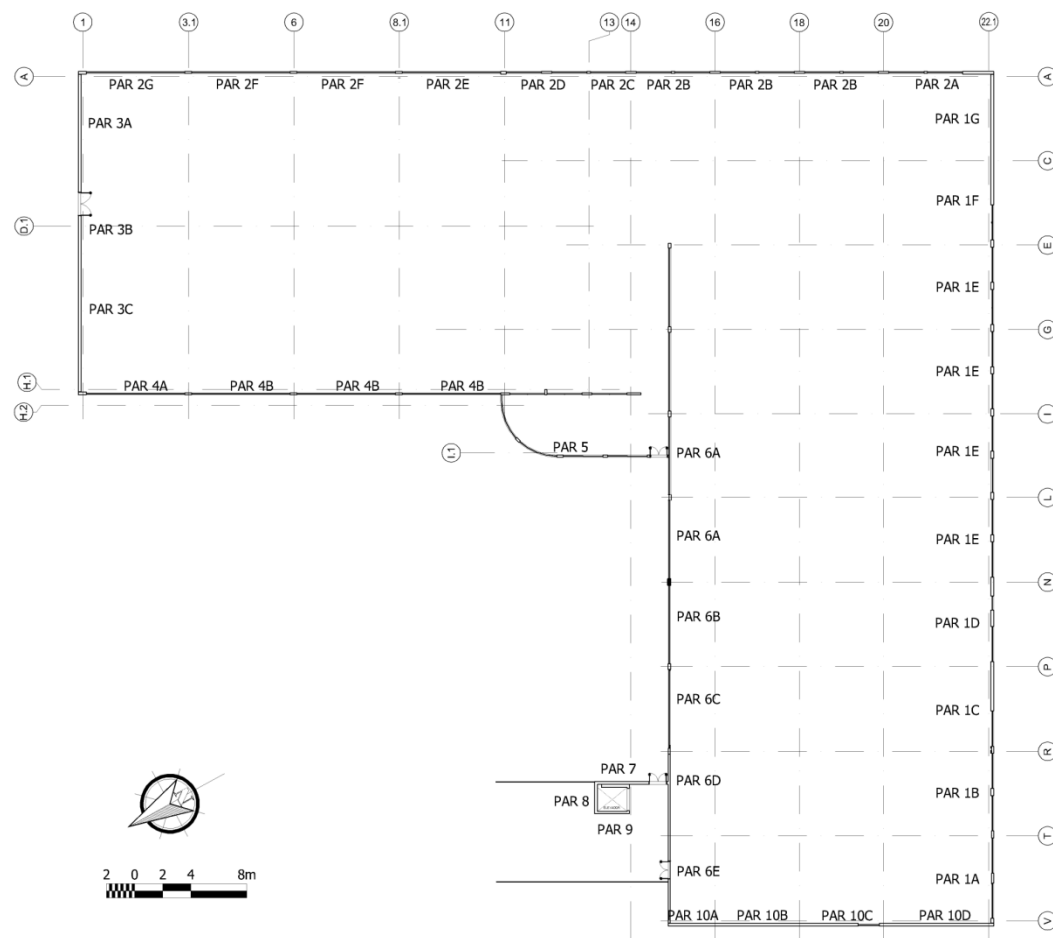 1 3.1 6 8.1 11 13 14 16 18 20 22.1
A A
PAR 2G PAR 2F PAR 2F PAR 2E PAR 2D PAR 2C PAR 2B PAR 2B PAR 2B PAR 2A
PAR 3A PAR 1G
C
PAR 1F
D.1 PAR 3B
E
PAR 3C PAR 1E
G
PAR 1E
H.1 PAR 4A PAR 4B PAR 4B PAR 4B
H.2 I
I.1 PAR 5 PAR 6A PAR 1E
L
PAR 6A PAR 1E
N
PAR 6B PAR 1D
P
PAR 6C PAR 1C
R
PAR 7 PAR 6D
PAR 8 PAR 1B
PAR 9
T
PAR 6E
2 0 2 4 8m PAR 1A
PAR 10A PAR 10B PAR 10C PAR 10D
V